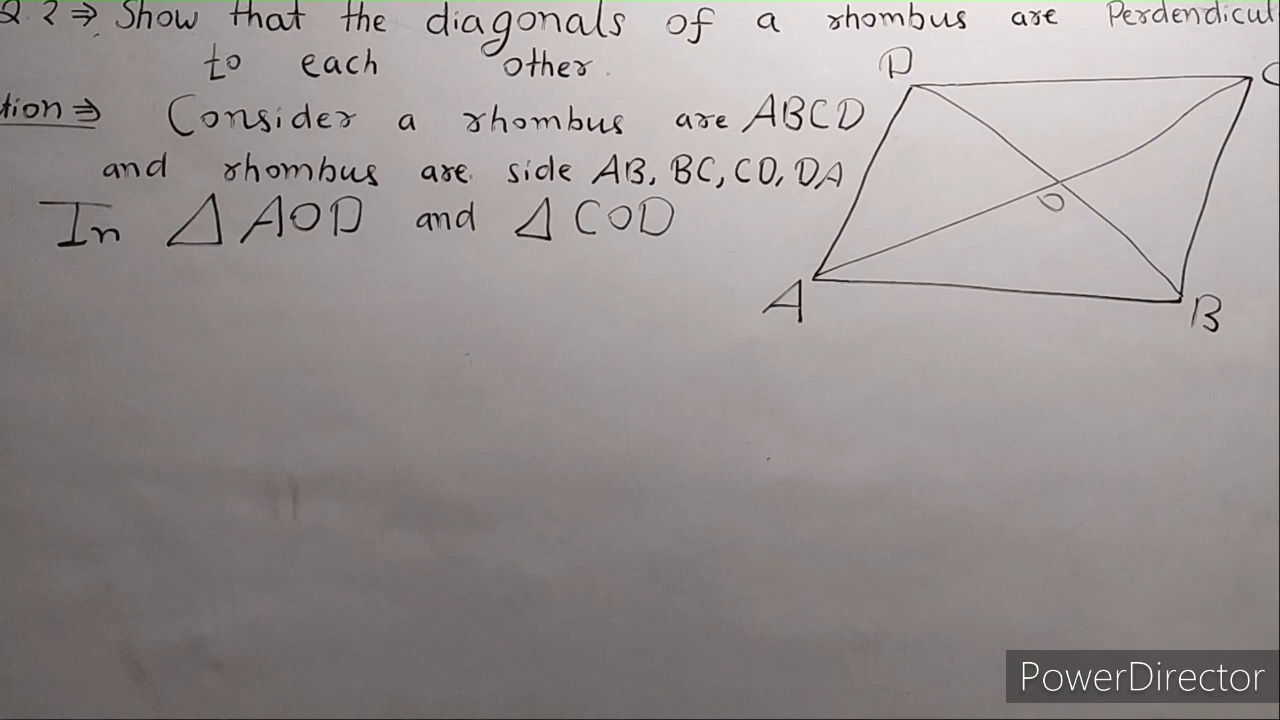 Q.2 ⇒ Show that the diagonals of a rhombus are Perdendicul
to each other.
tion ⇒ Consider a rhombus are ABCD
and rhombus are side AB, BC, CD, DA
In △ AOD and △ COD
D
C
O
A
B
PowerDirector